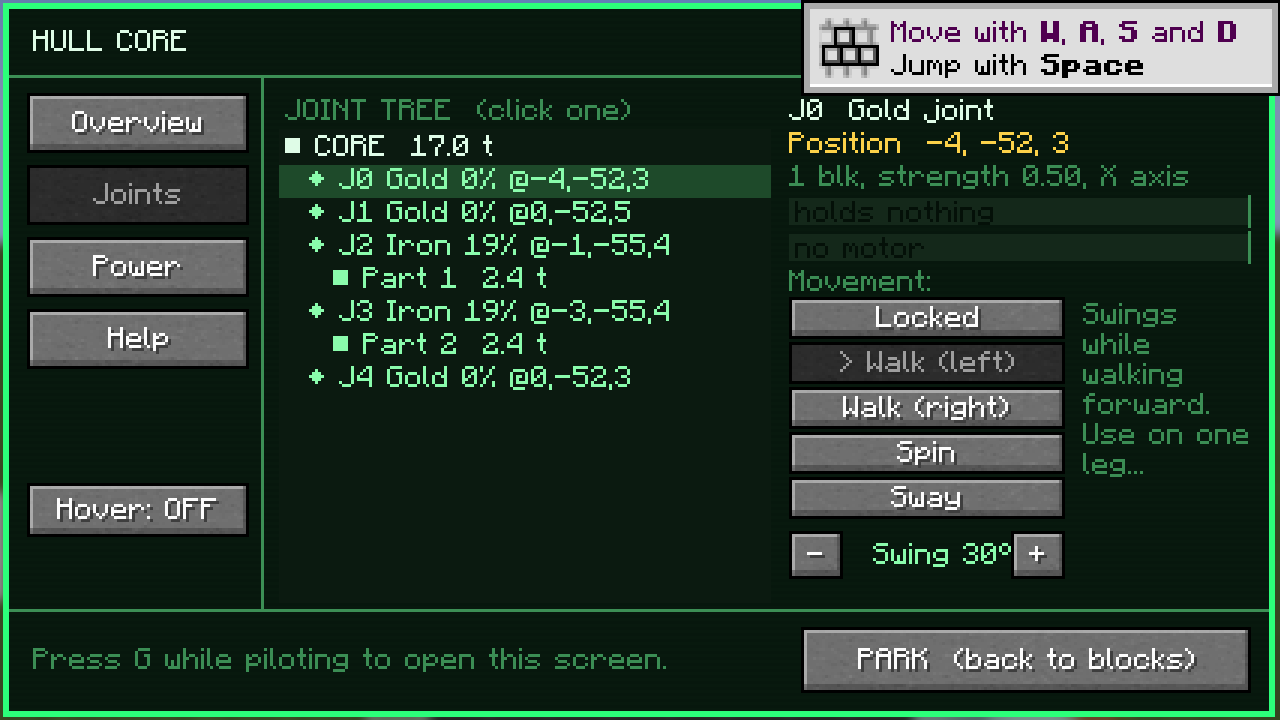 HULL CORE
Move with W, A, S and D
Jump with Space
Overview
Joints
Power
Help
Hover: OFF
JOINT TREE (click one)
CORE 17.0 t
J0 Gold 0% @-4,-52,3
J1 Gold 0% @0,-52,5
J2 Iron 19% @-1,-55,4
Part 1 2.4 t
J3 Iron 19% @-3,-55,4
Part 2 2.4 t
J4 Gold 0% @0,-52,3
J0 Gold joint
Position -4, -52, 3
1 blk, strength 0.50, X axis
holds nothing
no motor
Movement:
Locked
> Walk (left)
Walk (right)
Spin
Sway
Swings
while
walking
forward.
Use on one
leg...
- Swing 30° +
Press G while piloting to open this screen.
PARK (back to blocks)